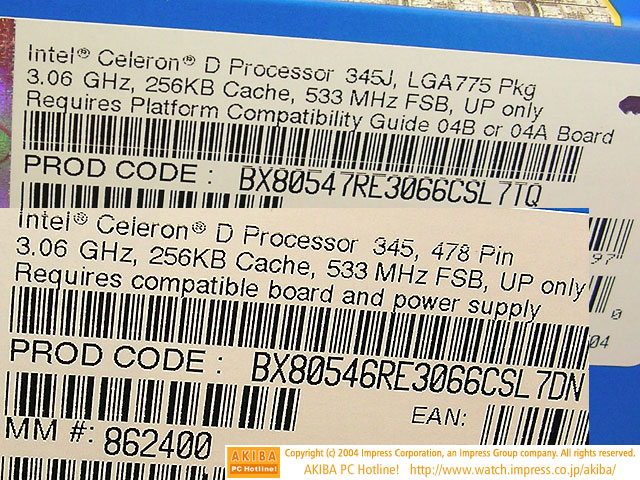 Intel® Celeron® D Processor 345J, LGA775 Pkg
3.06 GHz, 256KB Cache, 533 MHz FSB, UP only
Requires Platform Compatibility Guide 04B or 04A Board
PROD CODE : BX80547RE3066CSL7TQ
97"
0
04
Intel® Celeron® D Processor 345, 478 Pin
3.06 GHz, 256KB Cache, 533 MHz FSB, UP only
Requires compatible board and power supply
PROD CODE : BX80546RE3066CSL7DN
EAN:
MM #: 862400
AKIBA
PC Hotline!
Copyright (c) 2004 Impress Corporation, an Impress Group company. All rights reserved.
AKIBA PC Hotline! http://www.watch.impress.co.jp/akiba/